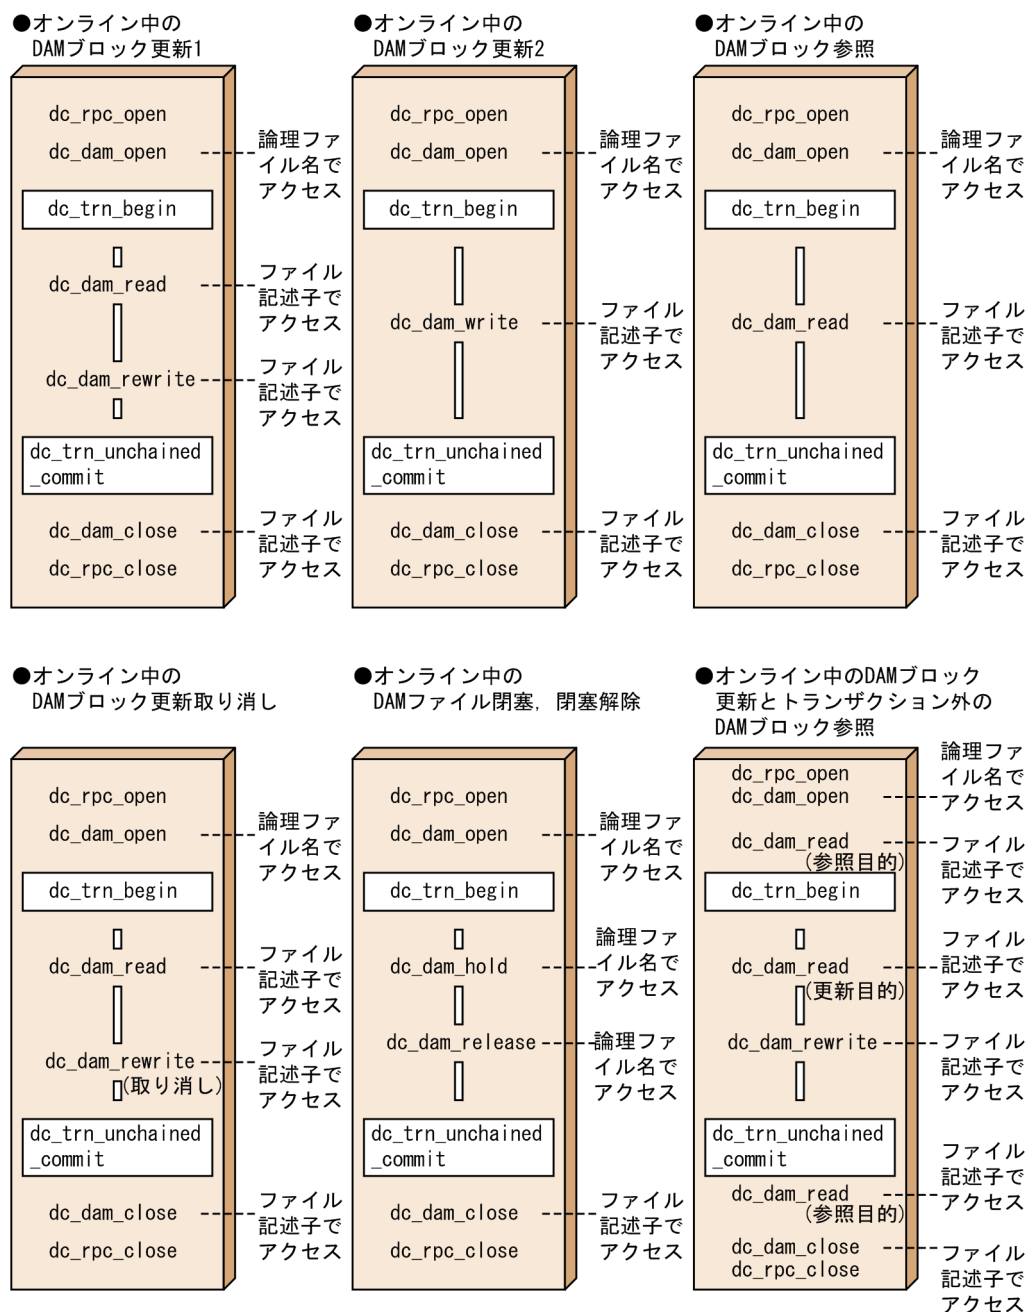 ●オンライン中の
DAMブロック更新1
dc_rpc_open
dc_dam_open
論理ファ
イル名で
アクセス
dc_trn_begin
dc_dam_read
ファイル
記述子で
アクセス
dc_dam_rewrite
ファイル
記述子で
アクセス
dc_trn_unchained
_commit
dc_dam_close
ファイル
記述子で
アクセス
dc_rpc_close
●オンライン中の
DAMブロック更新2
dc_rpc_open
dc_dam_open
論理ファ
イル名で
アクセス
dc_trn_begin
dc_dam_write
ファイル
記述子で
アクセス
dc_trn_unchained
_commit
dc_dam_close
ファイル
記述子で
アクセス
dc_rpc_close
●オンライン中の
DAMブロック参照
dc_rpc_open
dc_dam_open
論理ファ
イル名で
アクセス
dc_trn_begin
dc_dam_read
ファイル
記述子で
アクセス
dc_trn_unchained
_commit
dc_dam_close
ファイル
記述子で
アクセス
dc_rpc_close
●オンライン中の
DAMブロック更新取り消し
dc_rpc_open
dc_dam_open
論理ファ
イル名で
アクセス
dc_trn_begin
dc_dam_read
ファイル
記述子で
アクセス
dc_dam_rewrite
(取り消し)
ファイル
記述子で
アクセス
dc_trn_unchained
_commit
dc_dam_close
ファイル
記述子で
アクセス
dc_rpc_close
●オンライン中の
DAMファイル閉塞，閉塞解除
dc_rpc_open
dc_dam_open
論理ファ
イル名で
アクセス
dc_trn_begin
dc_dam_hold
論理ファ
イル名で
アクセス
dc_dam_release
論理ファ
イル名で
アクセス
dc_trn_unchained
_commit
dc_dam_close
ファイル
記述子で
アクセス
dc_rpc_close
●オンライン中のDAMブロック
更新とトランザクション外の
DAMブロック参照
dc_rpc_open
dc_dam_open
論理ファ
イル名で
アクセス
dc_dam_read
(参照目的)
ファイル
記述子で
アクセス
dc_trn_begin
dc_dam_read
(更新目的)
ファイル
記述子で
アクセス
dc_dam_rewrite
ファイル
記述子で
アクセス
dc_trn_unchained
_commit
dc_dam_read
(参照目的)
ファイル
記述子で
アクセス
dc_dam_close
dc_rpc_close
ファイル
記述子で
アクセス